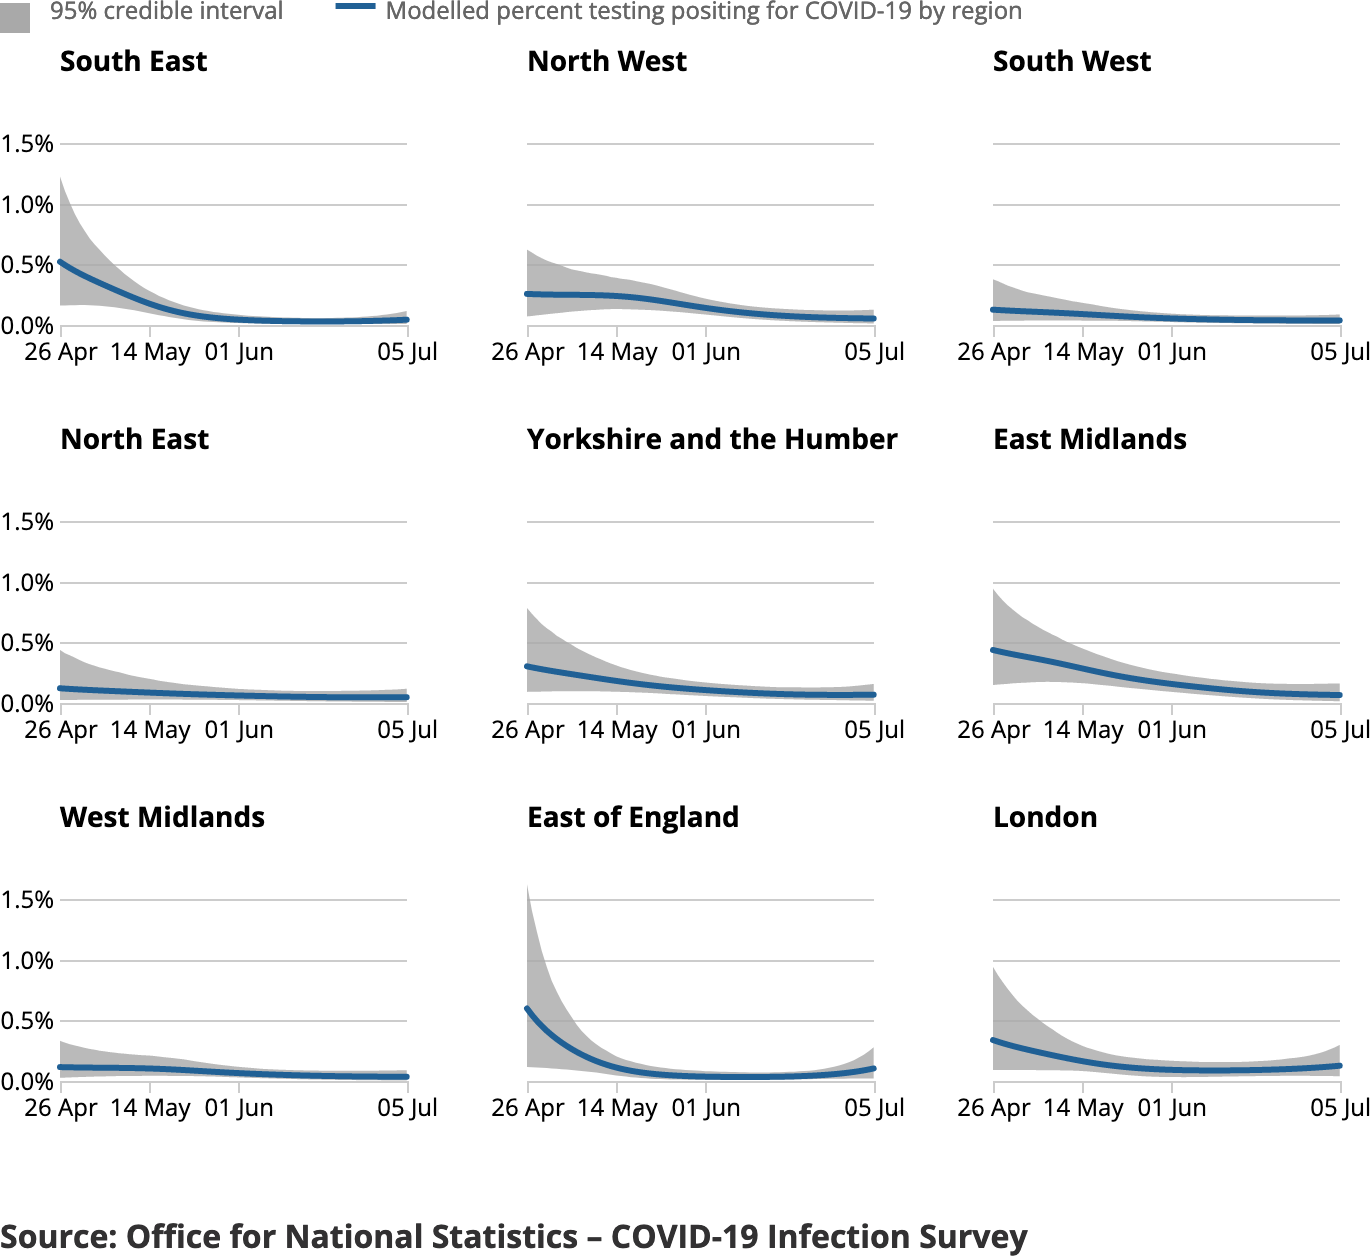 95% credible interval Modelled percent testing positing for COVID-19 by region
South East North West South West
1.5%
1.0%
0.5%
0.0%
26 Apr 14 May 01 Jun 05 Jul 26 Apr 14 May 01 Jun 05 Jul 26 Apr 14 May 01 Jun 05 Jul
North East Yorkshire and the Humber East Midlands
1.5%
1.0%
0.5%
0.0%
26 Apr 14 May 01 Jun 05 Jul 26 Apr 14 May 01 Jun 05 Jul 26 Apr 14 May 01 Jun 05 Jul
West Midlands East of England London
1.5%
1.0%
0.5%
0.0%
26 Apr 14 May 01 Jun 05 Jul 26 Apr 14 May 01 Jun 05 Jul 26 Apr 14 May 01 Jun 05 Jul
Source: Office for National Statistics – COVID-19 Infection Survey